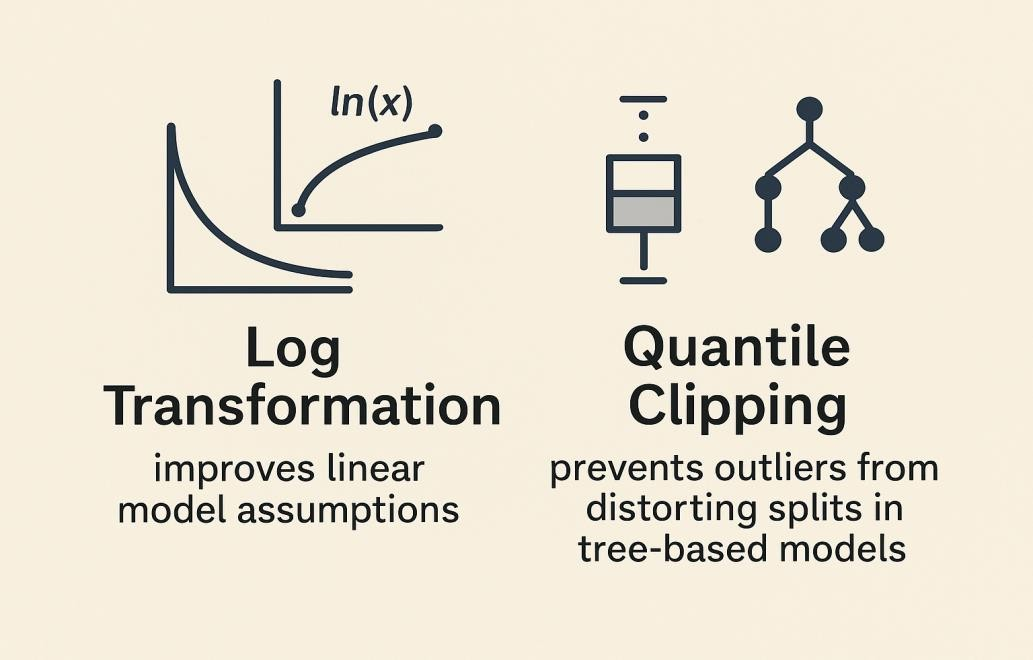 ln(x)
Log
Transformation
improves linear
model assumptions
Quantile
Clipping
prevents outliers from
distorting splits in
tree-based models